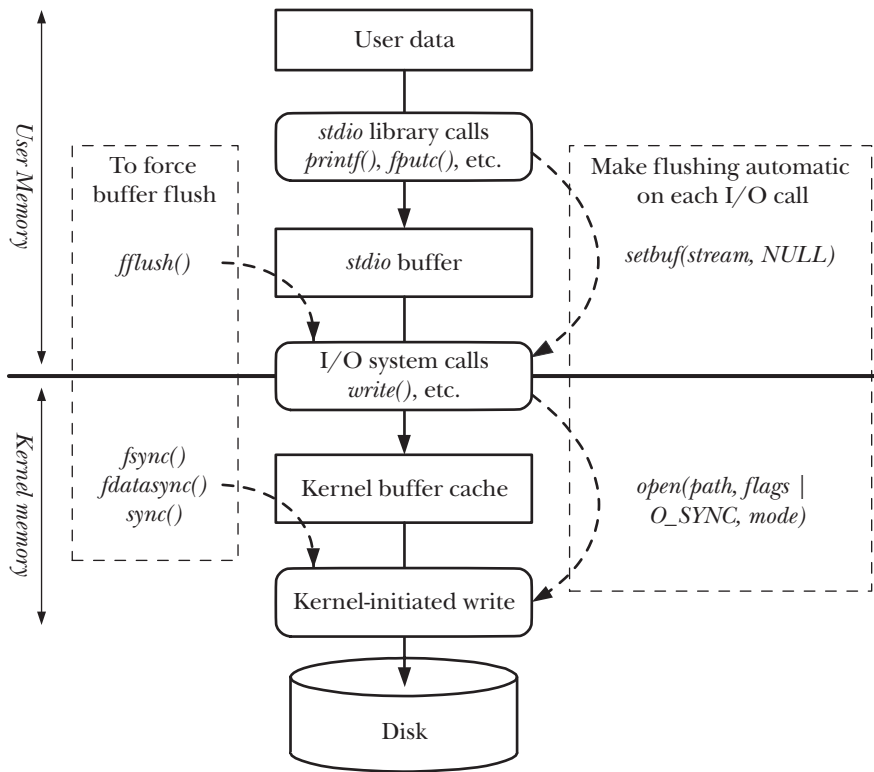 User data
User Memory
stdio library calls
printf(), fputc(), etc.
To force
buffer flush
Make flushing automatic
on each I/O call
fflush()
stdio buffer
setbuf(stream, NULL)
I/O system calls
write(), etc.
Kernel memory
fsync()
fdatasync()
sync()
Kernel buffer cache
open(path, flags |
O_SYNC, mode)
Kernel-initiated write
Disk